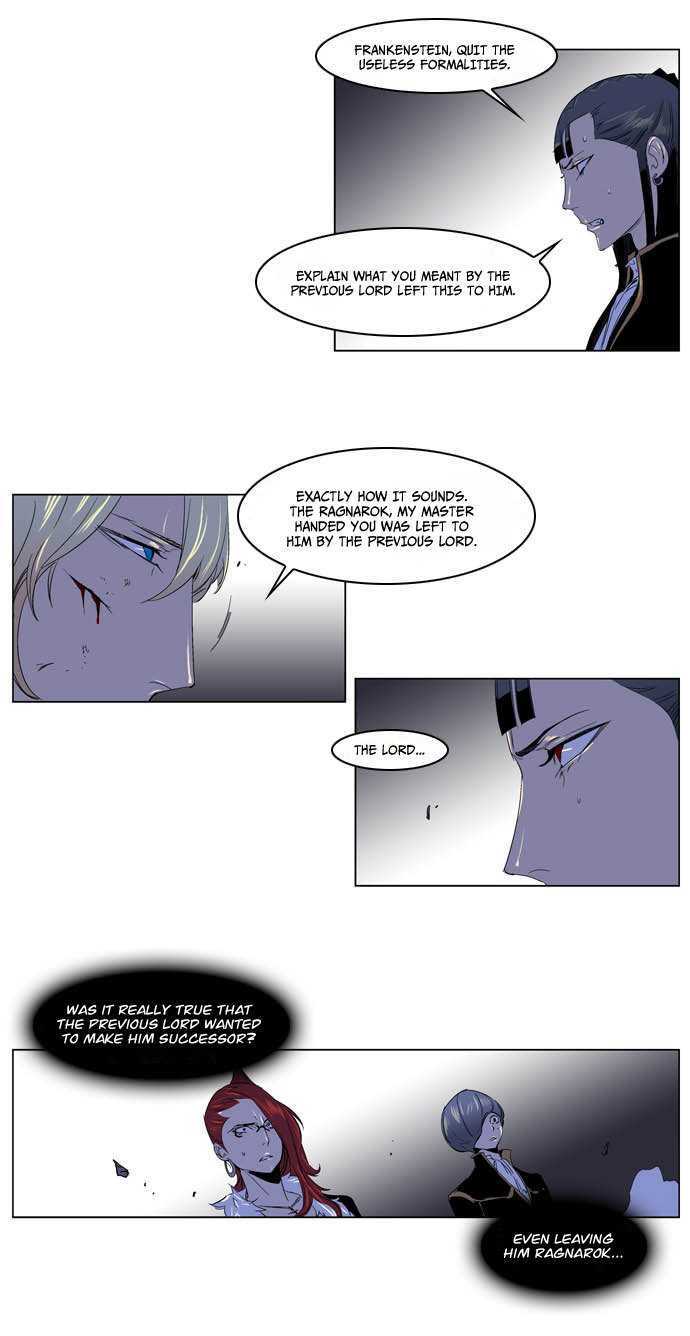 FRANKENSTEIN, QUIT THE
USELESS FORMALITIES.
EXPLAIN WHAT YOU MEANT BY THE
PREVIOUS LORD LEFT THIS TO HIM.
EXACTLY HOW IT SOUNDS.
THE RAGNAROK, MY MASTER
HANDED YOU WAS LEFT TO
HIM BY THE PREVIOUS LORD.
THE LORD...
WAS IT REALLY TRUE THAT
THE PREVIOUS LORD WANTED
TO MAKE HIM SUCCESSOR?
EVEN LEAVING
HIM RAGNAROK...